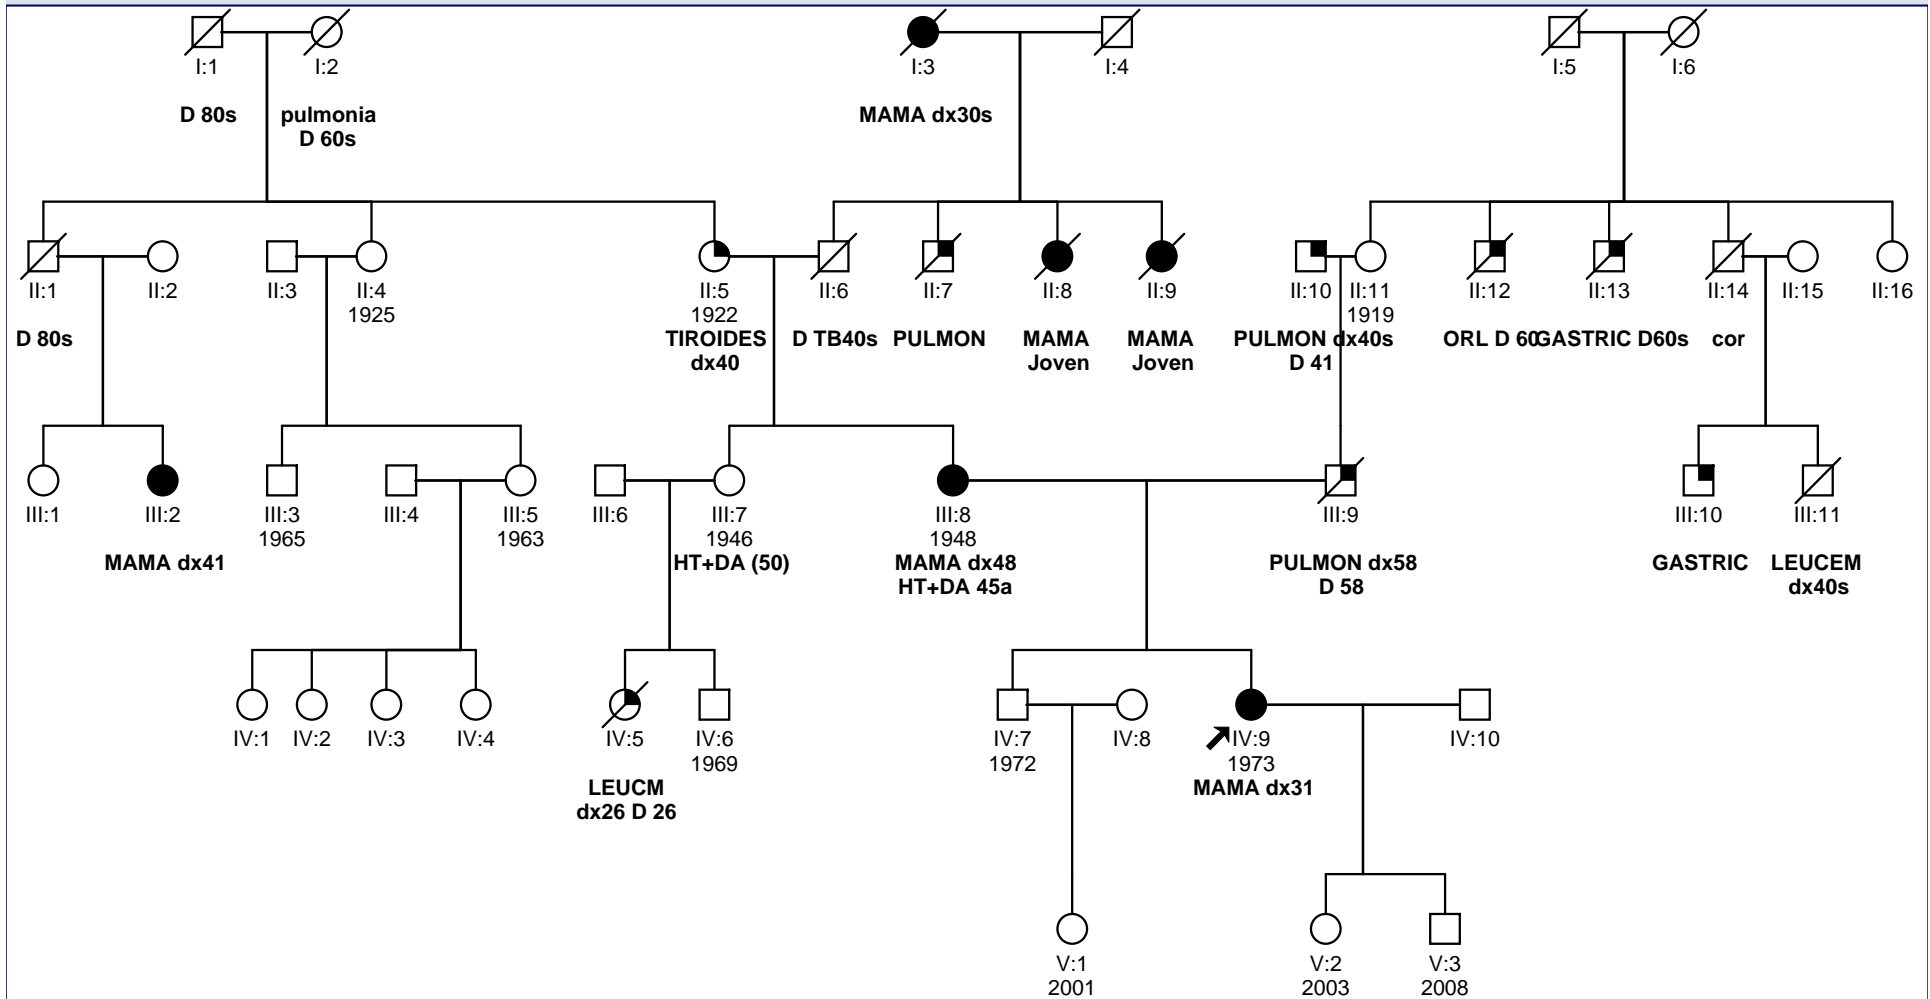 I:1
I:2
I:3
I:4
I:5
I:6
D 80s
pulmonia
D 60s
MAMA dx30s
II:1
II:2
II:3
II:4
1925
II:5
1922
II:6
II:7
II:8
II:9
II:10
II:11
1919
II:12
II:13
II:14
II:15
II:16
D 80s
TIROIDES
dx40
D TB40s
PULMON
MAMA
Joven
MAMA
Joven
PULMON dx40s
D 41
ORL D 60
GASTRIC D60s
cor
III:1
III:2
III:3
1965
III:4
III:5
1963
III:6
III:7
1946
III:8
1948
III:9
III:10
III:11
MAMA dx41
HT+DA (50)
MAMA dx48
HT+DA 45a
PULMON dx58
D 58
GASTRIC
LEUCEM
dx40s
IV:1
IV:2
IV:3
IV:4
IV:5
IV:6
1969
IV:7
1972
IV:8
IV:9
1973
IV:10
LEUCM
dx26 D 26
MAMA dx31
V:1
2001
V:2
2003
V:3
2008